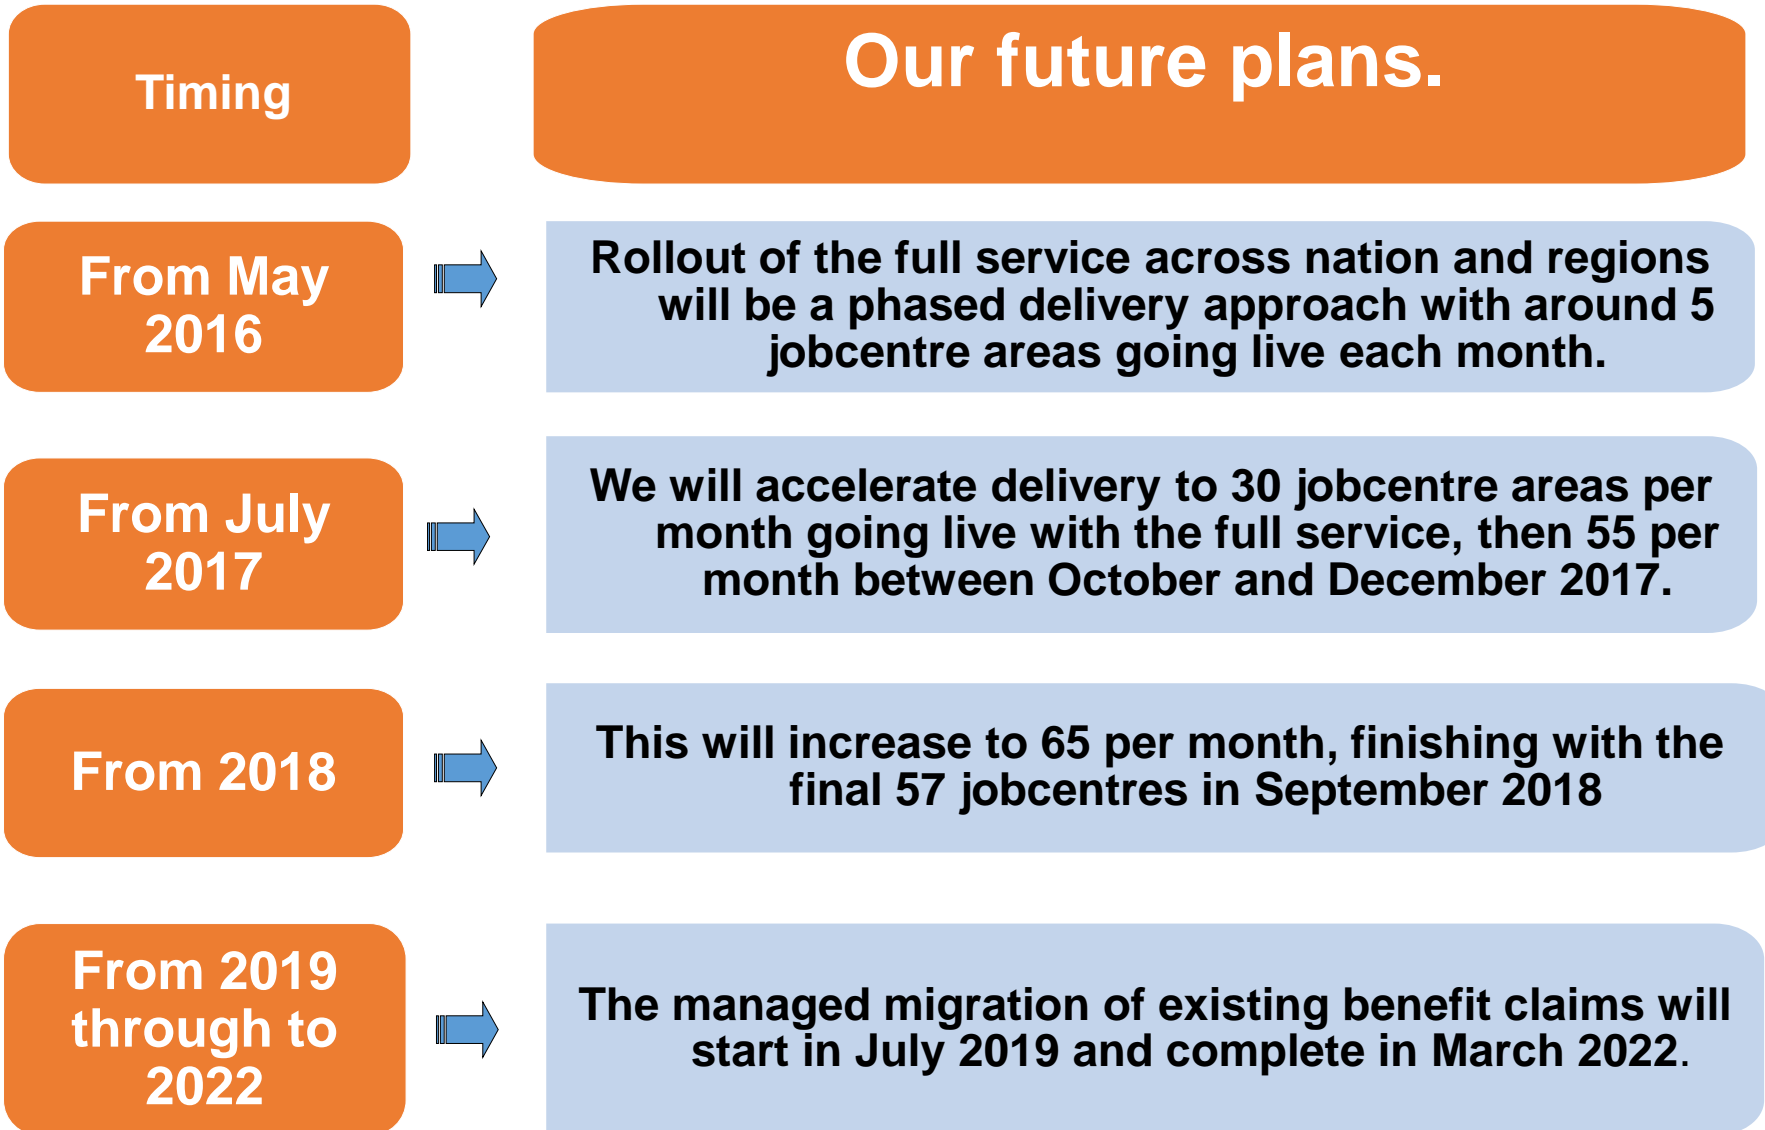 Timing
Our future plans.
From May
2016
Rollout of the full service across nation and regions
will be a phased delivery approach with around 5
jobcentre areas going live each month.
From July
2017
We will accelerate delivery to 30 jobcentre areas per
month going live with the full service, then 55 per
month between October and December 2017.
From 2018
This will increase to 65 per month, finishing with the
final 57 jobcentres in September 2018
From 2019
through to
2022
The managed migration of existing benefit claims will
start in July 2019 and complete in March 2022.